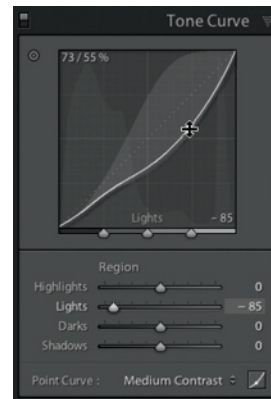 Tone Curve
73 / 55 %
Lights - 85
Region
Highlights 0
Lights - 85
Darks 0
Shadows 0
Point Curve : Medium Contrast